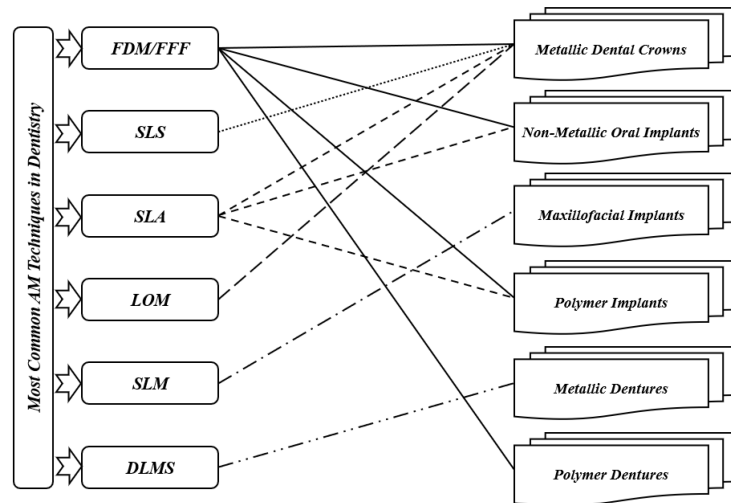 Most Common AM Techniques in Dentistry
FDM/FFF
SLS
SLA
LOM
SLM
DLMS
Metallic Dental Crowns
Non-Metallic Oral Implants
Maxillofacial Implants
Polymer Implants
Metallic Dentures
Polymer Dentures